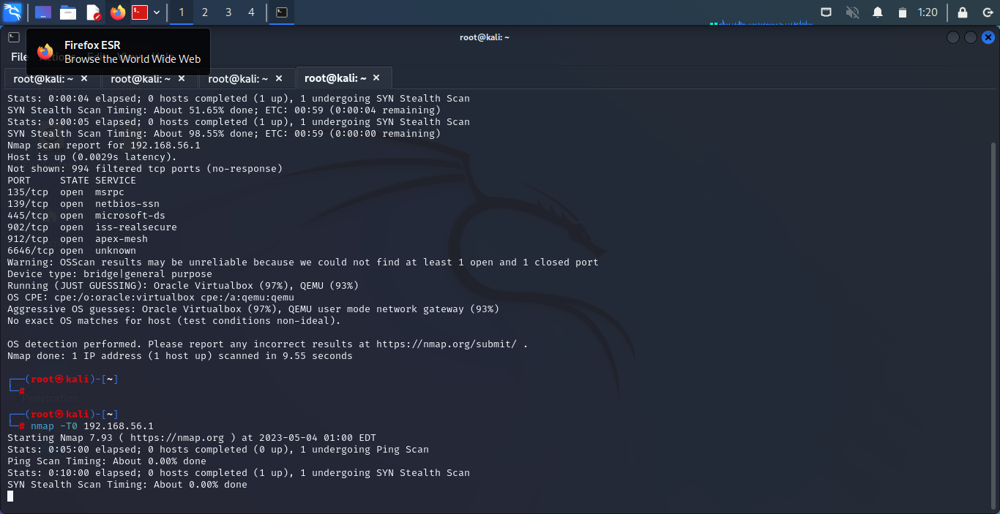 1 2 3 4 1:20
root@kali: ~
Firefox ESR
File Actions Edit View Help
Browse the World Wide Web
root@kali: ~ × root@kali: ~ × root@kali: ~ × root@kali: ~ ×
Stats: 0:00:04 elapsed; 0 hosts completed (1 up), 1 undergoing SYN Stealth Scan
SYN Stealth Scan Timing: About 51.65% done; ETC: 00:59 (0:00:04 remaining)
Stats: 0:00:05 elapsed; 0 hosts completed (1 up), 1 undergoing SYN Stealth Scan
SYN Stealth Scan Timing: About 98.55% done; ETC: 00:59 (0:00:00 remaining)
Nmap scan report for 192.168.56.1
Host is up (0.0029s latency).
Not shown: 994 filtered tcp ports (no-response)
PORT     STATE SERVICE
135/tcp  open  msrpc
139/tcp  open  netbios-ssn
445/tcp  open  microsoft-ds
902/tcp  open  iss-realsecure
912/tcp  open  apex-mesh
6646/tcp open  unknown
Warning: OSScan results may be unreliable because we could not find at least 1 open and 1 closed port
Device type: bridge|general purpose
Running (JUST GUESSING): Oracle Virtualbox (97%), QEMU (93%)
OS CPE: cpe:/o:oracle:virtualbox cpe:/a:qemu:qemu
Aggressive OS guesses: Oracle Virtualbox (97%), QEMU user mode network gateway (93%)
No exact OS matches for host (test conditions non-ideal).
OS detection performed. Please report any incorrect results at https://nmap.org/submit/ .
Nmap done: 1 IP address (1 host up) scanned in 9.55 seconds
┌──(root㉿kali)-[~]
└─#
Penetration
┌──(root㉿kali)-[~]
└─# nmap -T0 192.168.56.1
Starting Nmap 7.93 ( https://nmap.org ) at 2023-05-04 01:00 EDT
Stats: 0:05:00 elapsed; 0 hosts completed (0 up), 1 undergoing Ping Scan
Ping Scan Timing: About 0.00% done
Stats: 0:10:00 elapsed; 0 hosts completed (1 up), 1 undergoing SYN Stealth Scan
SYN Stealth Scan Timing: About 0.00% done